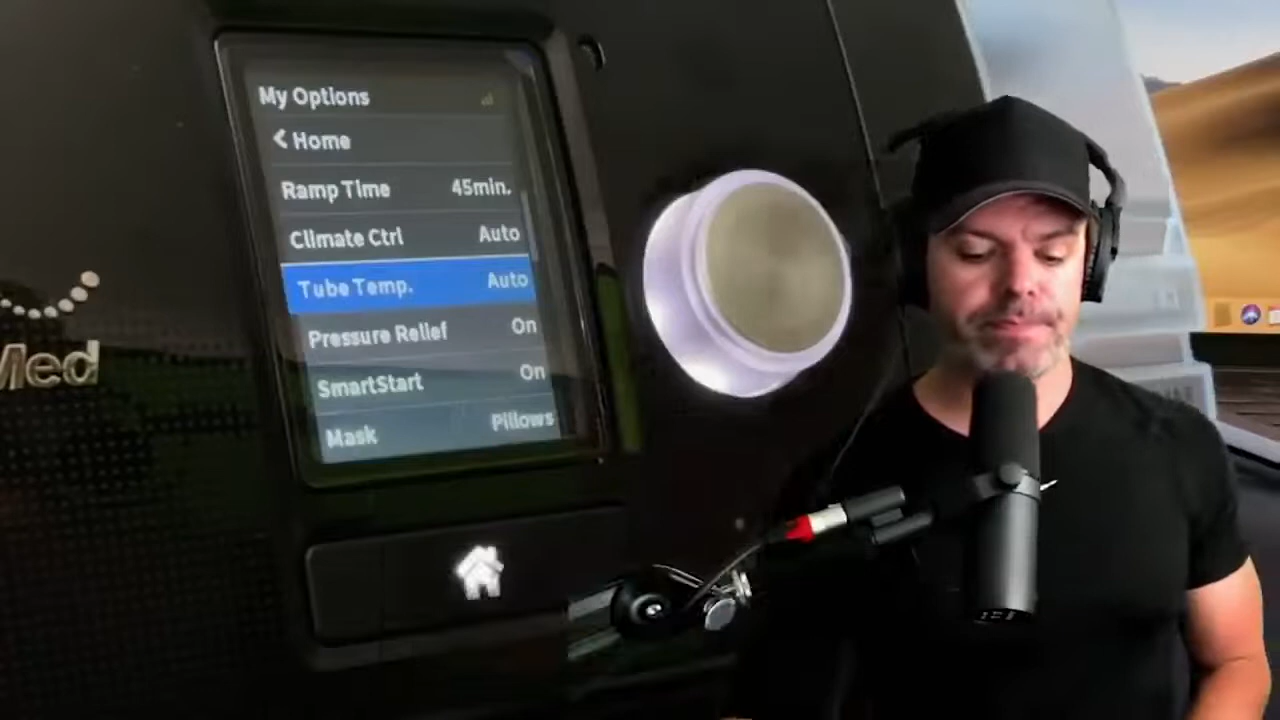 My Options
Home
Ramp Time 45min.
Climate Ctrl Auto
Tube Temp. Auto
Pressure Relief On
SmartStart On
Mask Pillows
Med